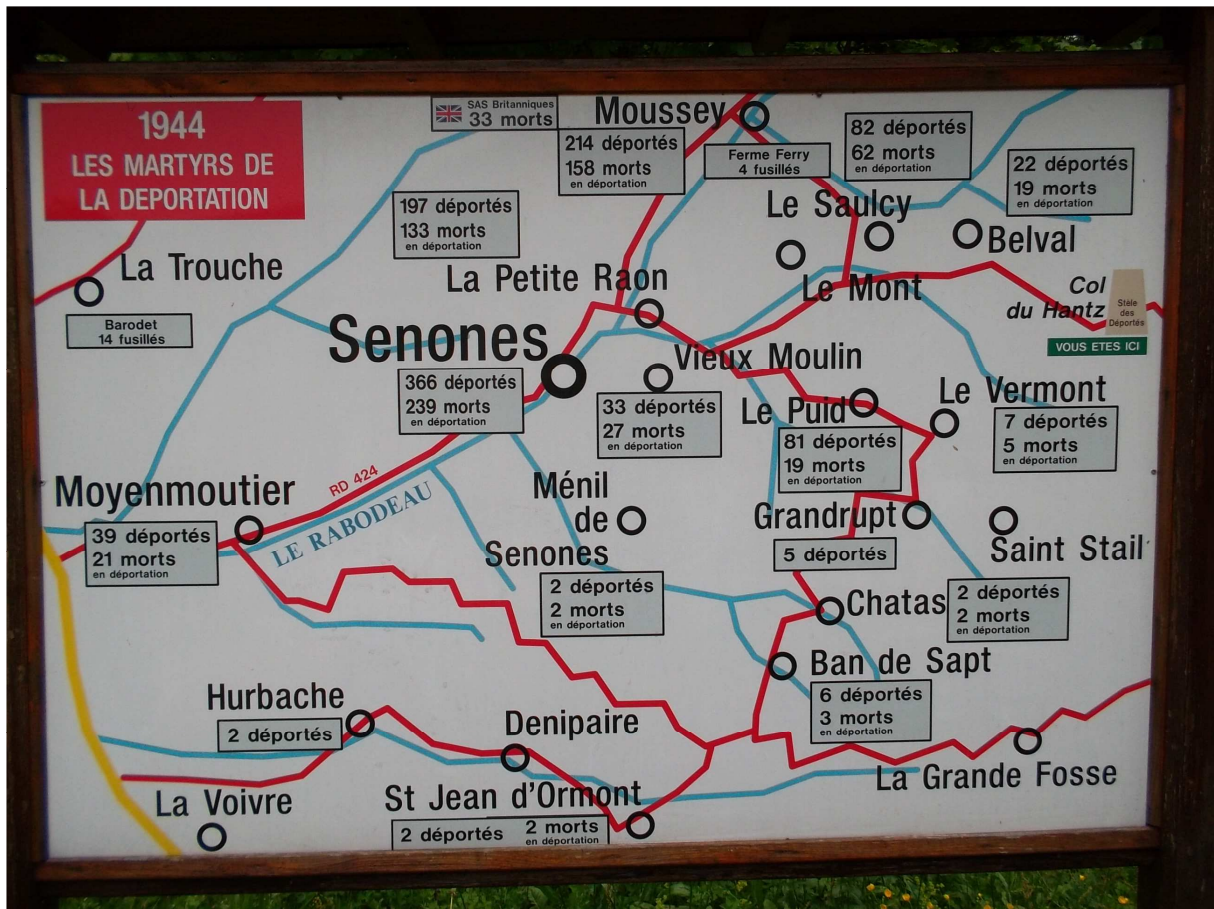 1944
LES MARTYRS DE
LA DEPORTATION
SAS Britanniques
33 morts
Moussey
214 déportés
158 morts
en déportation
Ferme Ferry
4 fusillés
82 déportés
62 morts
en déportation
22 déportés
19 morts
en déportation
197 déportés
133 morts
en déportation
Le Saulcy
Belval
La Trouche
La Petite Raon
Le Mont
Col
du Hantz
Stèle
des
Déportés
VOUS ETES ICI
Barodet
14 fusillés
Senones
366 déportés
239 morts
en déportation
Vieux Moulin
33 déportés
27 morts
en déportation
Le Puid
81 déportés
19 morts
en déportation
Le Vermont
7 déportés
5 morts
en déportation
Moyenmoutier
39 déportés
21 morts
en déportation
RD 424
LE RABODEAU
Ménil
de
Senones
2 déportés
2 morts
en déportation
Grandrupt
5 déportés
Saint Stail
2 déportés
2 morts
en déportation
Chatas
Ban de Sapt
6 déportés
3 morts
en déportation
Hurbache
2 déportés
Denipaire
La Grande Fosse
La Voivre
St Jean d'Ormont
2 déportés 2 morts
en déportation